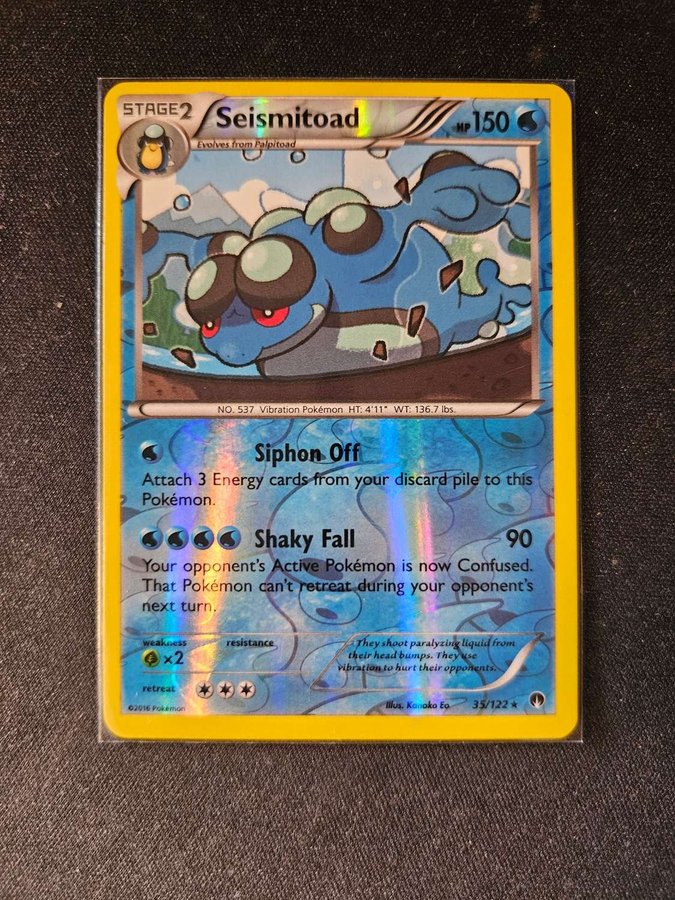 STAGE2 Seismitoad HP 150
Evolves from Palpitoad
NO. 537 Vibration Pokémon HT: 4'11" WT: 136.7 lbs.
Siphon Off
Attach 3 Energy cards from your discard pile to this
Pokémon.
Shaky Fall 90
Your opponent's Active Pokémon is now Confused.
That Pokémon can't retreat during your opponent's
next turn.
weakness resistance
×2
They shoot paralyzing liquid from
their head bumps. They use
vibration to hurt their opponents.
retreat
©2016 Pokémon Illus. Kanako Eo 35/122 ★